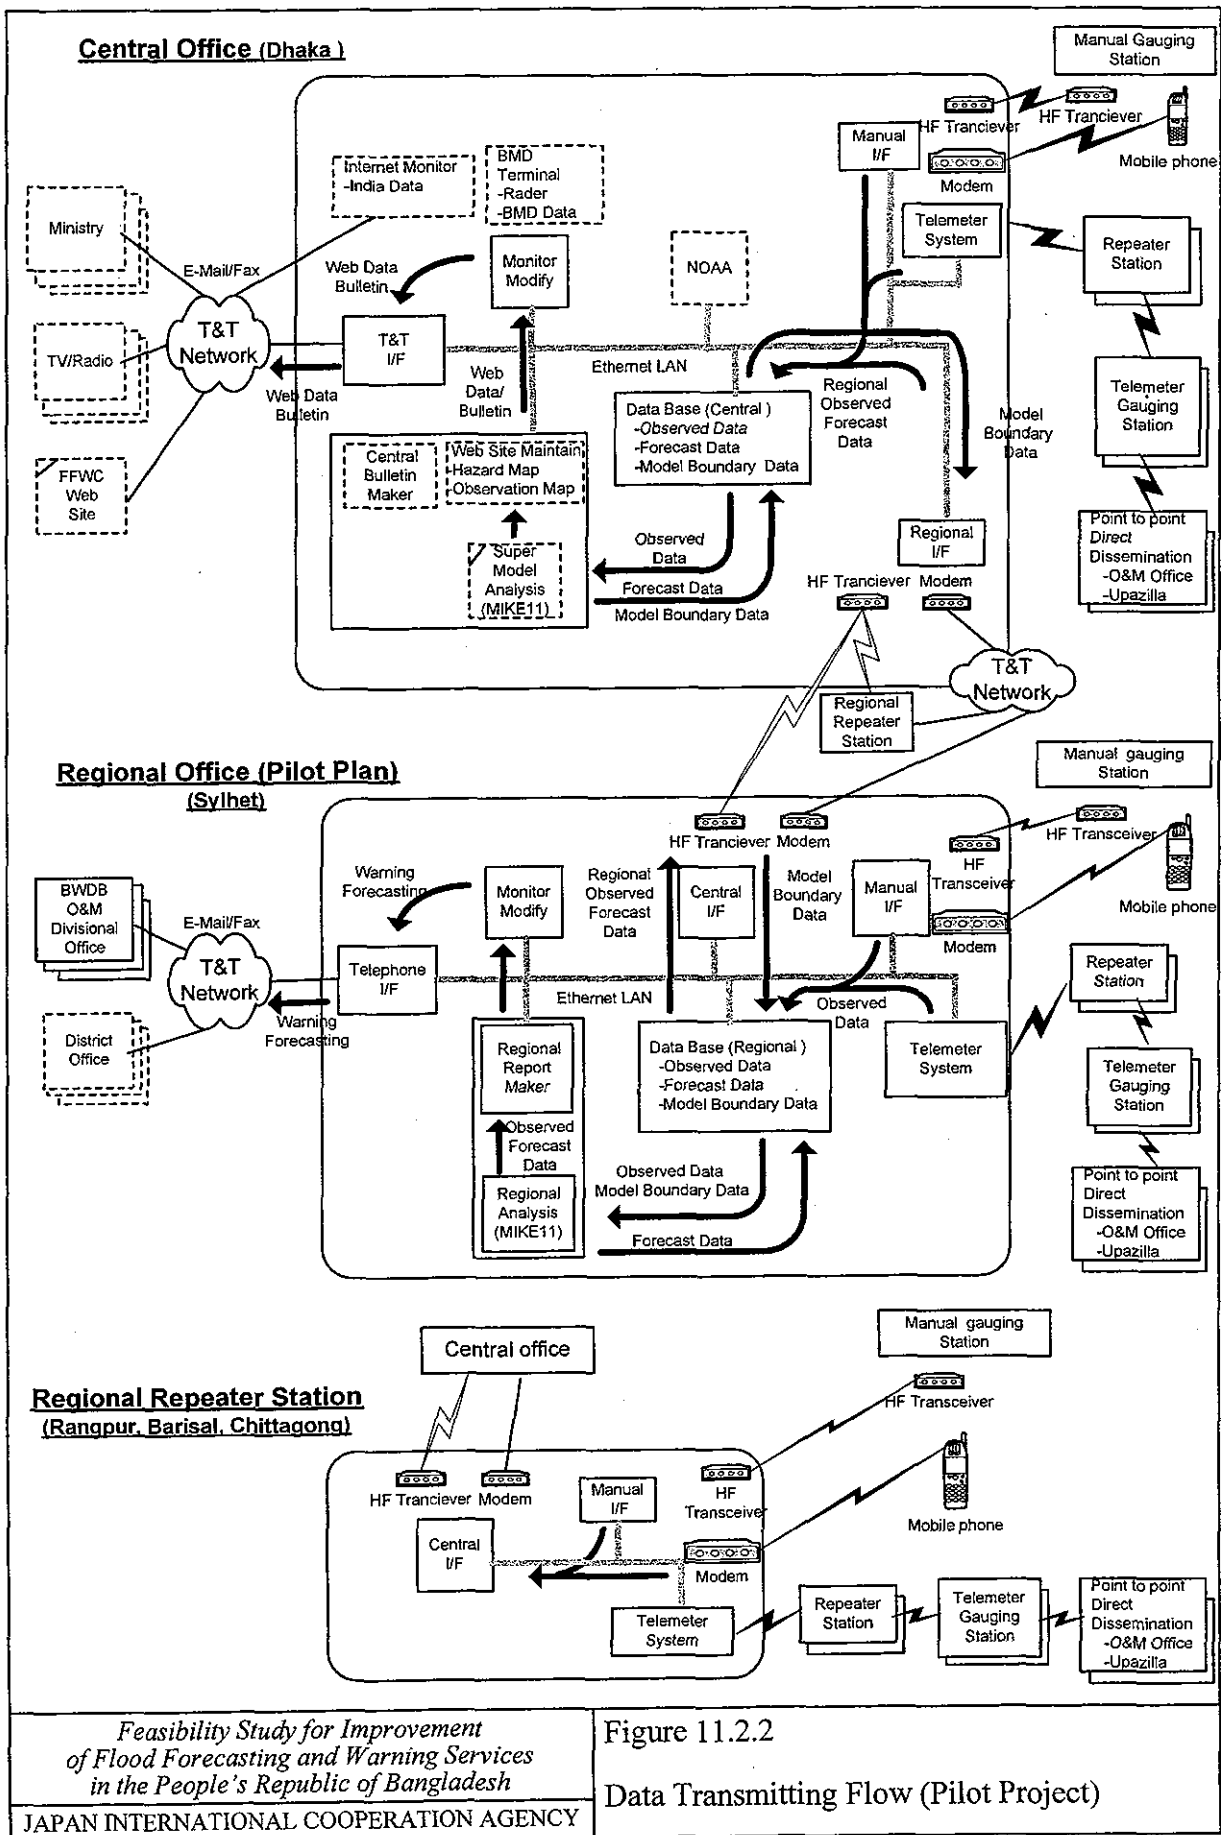 Central Office (Dhaka )
Manual Gauging
Station
HF Tranciever
HF Tranciever
Mobile phone
Manual
I/F
Modem
Internet Monitor
-India Data
BMD
Terminal
-Rader
-BMD Data
Ministry
E-Mail/Fax
Web Data
Bulletin
Monitor
Modify
NOAA
Telemeter
System
Repeater
Station
T&T
Network
TV/Radio
T&T
I/F
Web Data
Bulletin
Web
Data/
Bulletin
Ethernet LAN
Regional
Observed
Forecast
Data
Model
Boundary
Data
Telemeter
Gauging
Station
Data Base (Central )
-Observed Data
-Forecast Data
-Model Boundary Data
FFWC
Web
Site
Central
Bulletin
Maker
Web Site Maintain
-Hazard Map
-Observation Map
Super
Model
Analysis
(MIKE11)
Observed
Data
Forecast Data
Model Boundary Data
Regional
I/F
HF Tranciever
Modem
Point to point
Direct
Dissemination
-O&M Office
-Upazilla
T&T
Network
Regional
Repeater
Station
Regional Office (Pilot Plan)
(Sylhet)
Manual gauging
Station
HF Transceiver
HF
Transceiver
Mobile phone
HF Tranciever
Modem
Warning
Forecasting
Monitor
Modify
Regional
Observed
Forecast
Data
Central
I/F
Model
Boundary
Data
Manual
I/F
Modem
BWDB
O&M
Divisional
Office
E-Mail/Fax
T&T
Network
Telephone
I/F
Warning
Forecasting
Ethernet LAN
Observed
Data
Repeater
Station
District
Office
Regional
Report
Maker
Data Base (Regional )
-Observed Data
-Forecast Data
-Model Boundary Data
Telemeter
System
Telemeter
Gauging
Station
Observed
Forecast
Data
Regional
Analysis
(MIKE11)
Observed Data
Model Boundary Data
Forecast Data
Point to point
Direct
Dissemination
-O&M Office
-Upazilla
Central office
Manual gauging
Station
HF Transceiver
Regional Repeater Station
(Rangpur, Barisal, Chittagong)
HF Tranciever
Modem
Manual
I/F
HF
Transceiver
Mobile phone
Central
I/F
Modem
Telemeter
System
Repeater
Station
Telemeter
Gauging
Station
Point to point
Direct
Dissemination
-O&M Office
-Upazilla
Feasibility Study for Improvement
of Flood Forecasting and Warning Services
in the People's Republic of Bangladesh
JAPAN INTERNATIONAL COOPERATION AGENCY
Figure 11.2.2
Data Transmitting Flow (Pilot Project)